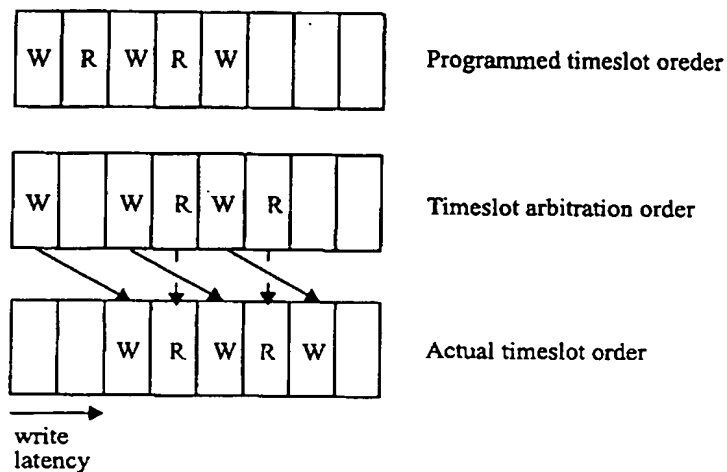 W R W R W Programmed timeslot oreder
W W R W R Timeslot arbitration order
W R W R W Actual timeslot order
write
latency